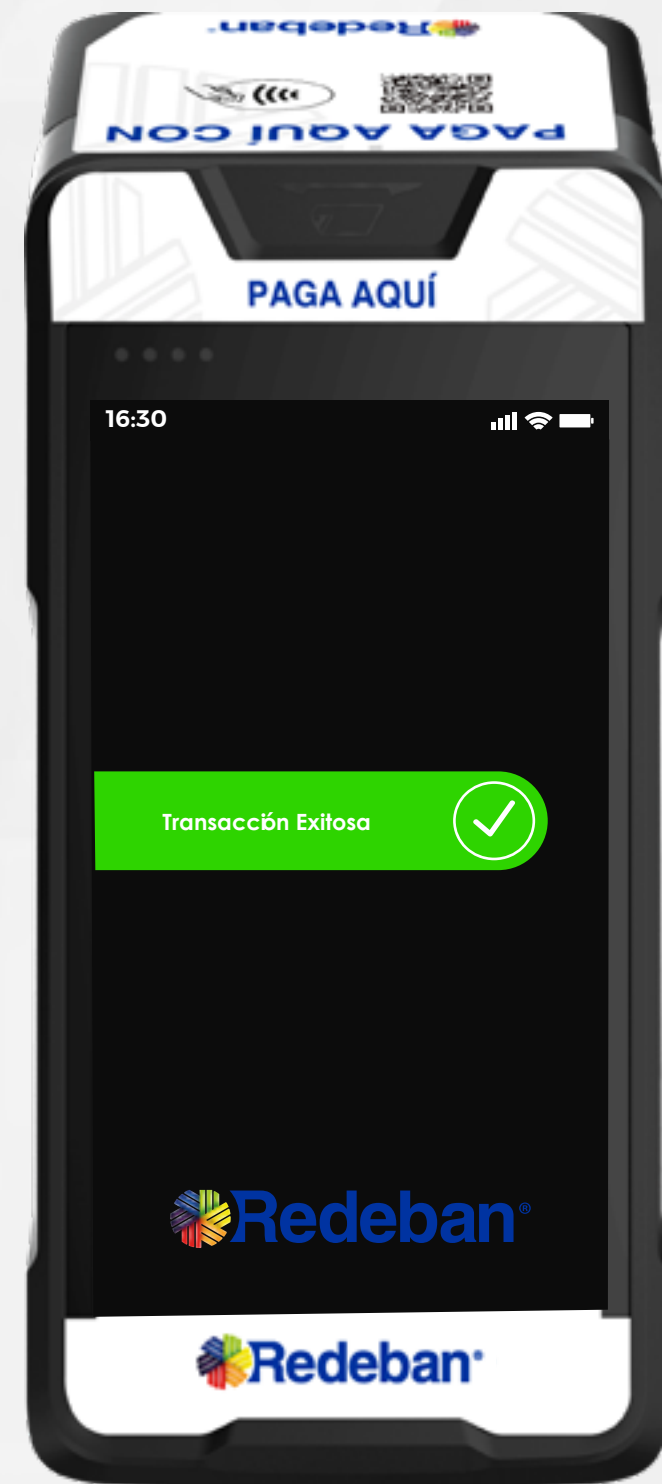 Redeban
PAGA AQUÍ CON
PAGA AQUÍ
16:30
Transacción Exitosa
Redeban®
Redeban®